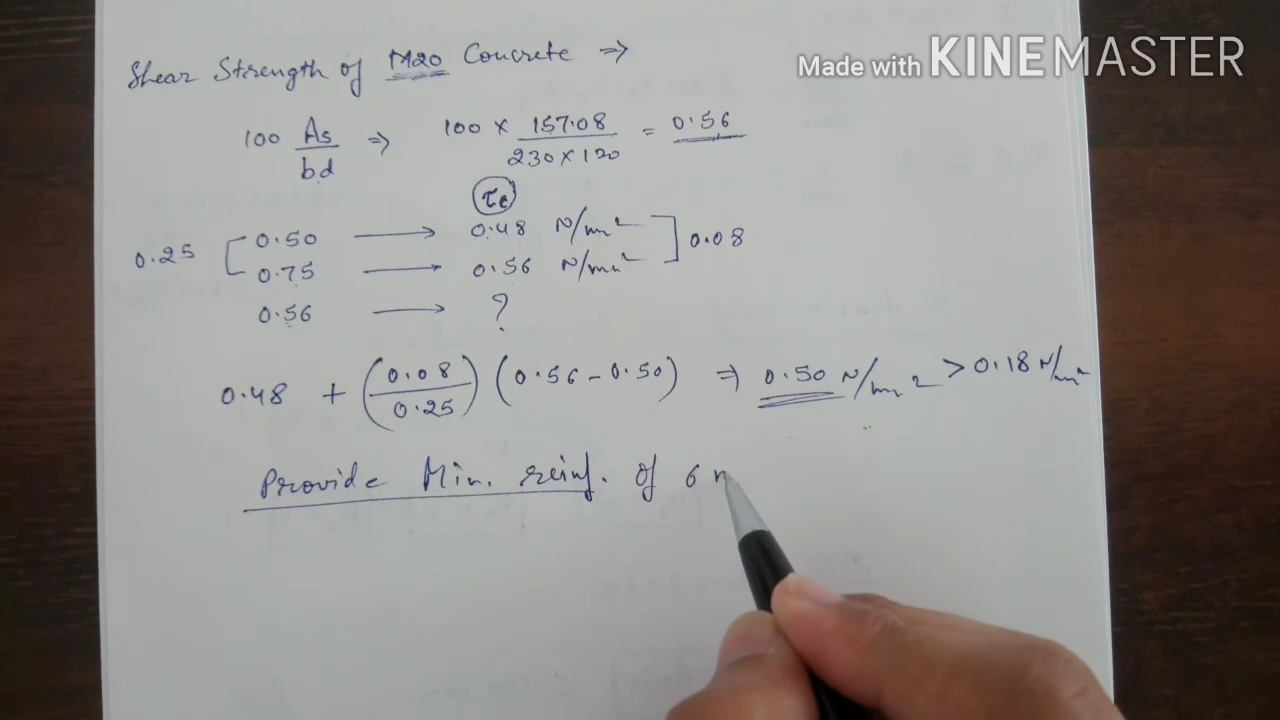 Made with KINEMASTER
Shear Strength of M20 Concrete ⇒
100 As/bd ⇒ 100 × 157.08/230×120 = 0.56
τc
0.25 [ 0.50 → 0.48 N/mm² ] 0.08
0.75 → 0.56 N/mm²
0.56 → ?
0.48 + (0.08/0.25) (0.56 - 0.50) ⇒ 0.50 N/mm² > 0.18 N/mm²
Provide Min. reinf. of 6 m